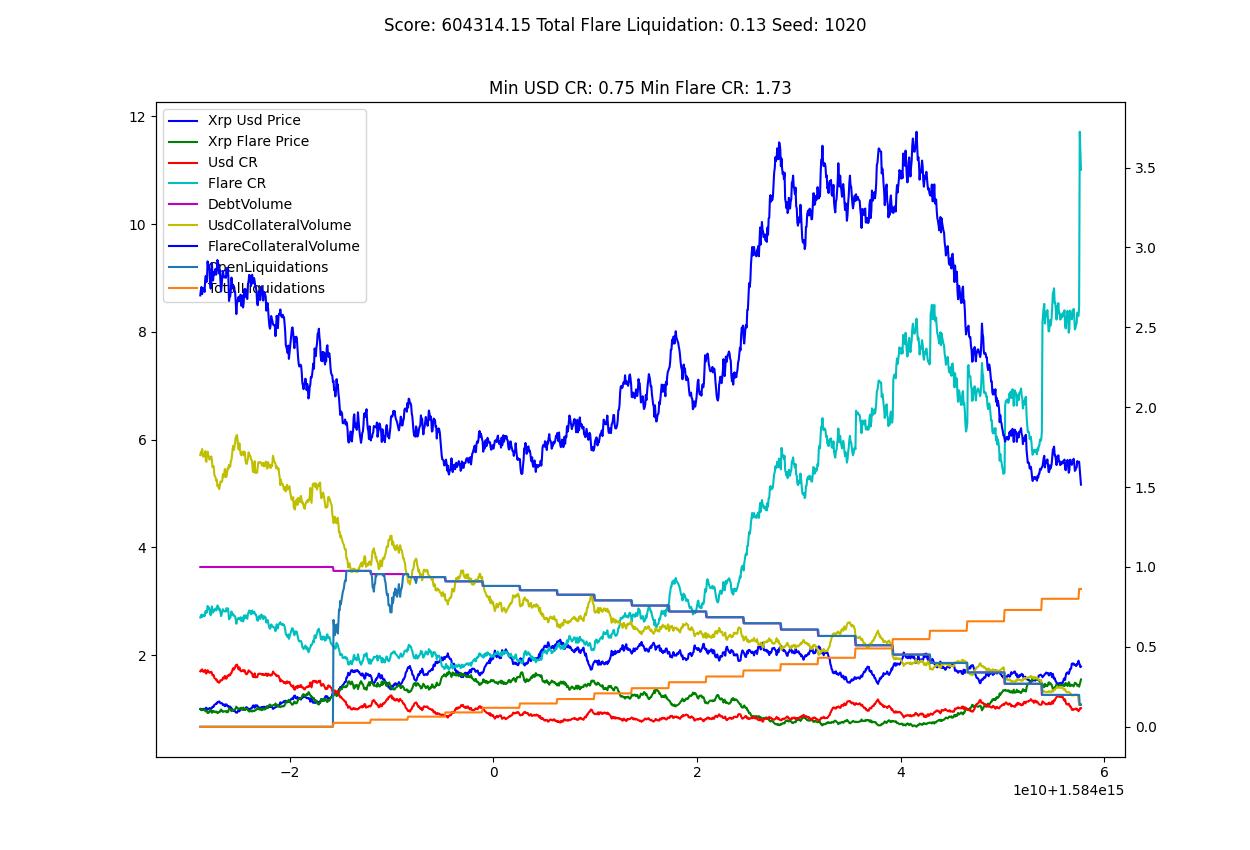 Score: 604314.15 Total Flare Liquidation: 0.13 Seed: 1020
Min USD CR: 0.75 Min Flare CR: 1.73
Xrp Usd Price
Xrp Flare Price
Usd CR
Flare CR
DebtVolume
UsdCollateralVolume
FlareCollateralVolume
OpenLiquidations
TotalLiquidations
12
10
8
6
4
2
3.5
3.0
2.5
2.0
1.5
1.0
0.5
0.0
−2
0
2
4
6
1e10+1.584e15